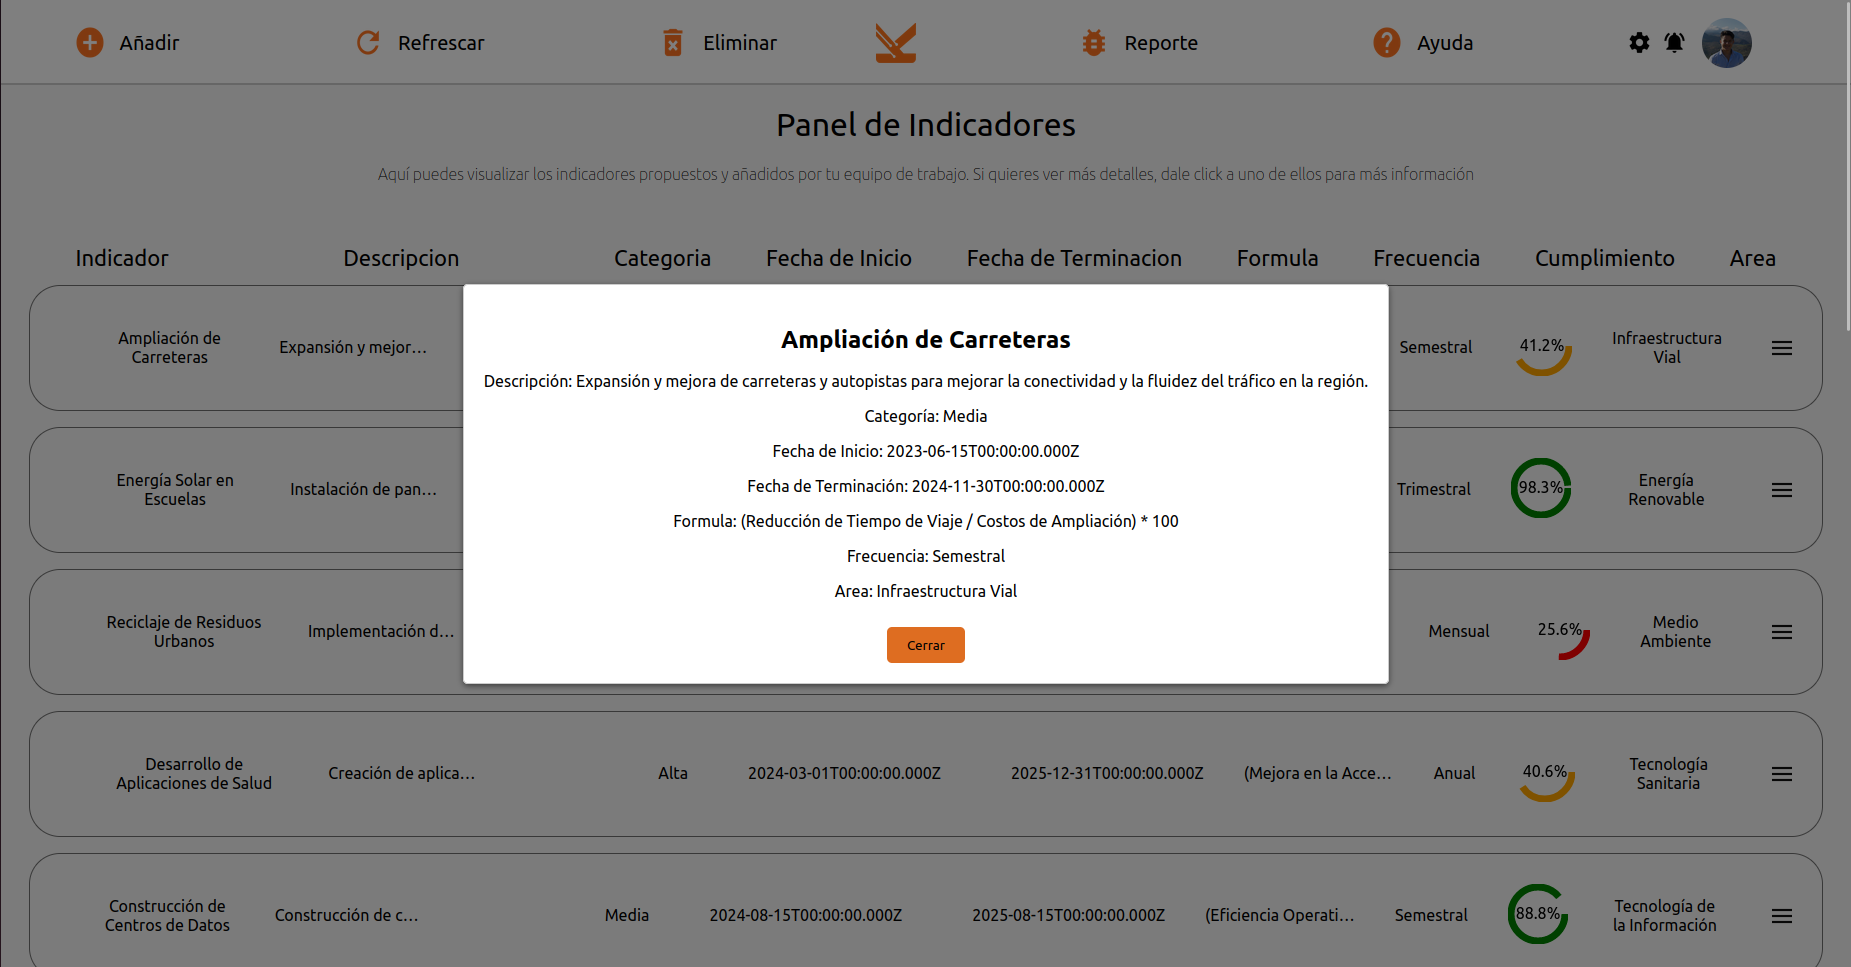 Añadir
Refrescar
Eliminar
Reporte
Ayuda
Panel de Indicadores
Aquí puedes visualizar los indicadores propuestos y añadidos por tu equipo de trabajo. Si quieres ver más detalles, dale click a uno de ellos para más información
Indicador Descripcion Categoria Fecha de Inicio Fecha de Terminacion Formula Frecuencia Cumplimiento Area
Ampliación de
Carreteras
Expansión y mejor...
Semestral
41.2%
Infraestructura
Vial
Energía Solar en
Escuelas
Instalación de pan...
Trimestral
98.3%
Energía
Renovable
Reciclaje de Residuos
Urbanos
Implementación d...
Mensual
25.6%
Medio
Ambiente
Ampliación de Carreteras
Descripción: Expansión y mejora de carreteras y autopistas para mejorar la conectividad y la fluidez del tráfico en la región.
Categoría: Media
Fecha de Inicio: 2023-06-15T00:00:00.000Z
Fecha de Terminación: 2024-11-30T00:00:00.000Z
Formula: (Reducción de Tiempo de Viaje / Costos de Ampliación) * 100
Frecuencia: Semestral
Area: Infraestructura Vial
Cerrar
Desarrollo de
Aplicaciones de Salud
Creación de aplica...
Alta
2024-03-01T00:00:00.000Z
2025-12-31T00:00:00.000Z
(Mejora en la Acce...
Anual
40.6%
Tecnología
Sanitaria
Construcción de
Centros de Datos
Construcción de c...
Media
2024-08-15T00:00:00.000Z
2025-08-15T00:00:00.000Z
(Eficiencia Operati...
Semestral
88.8%
Tecnología de
la Información